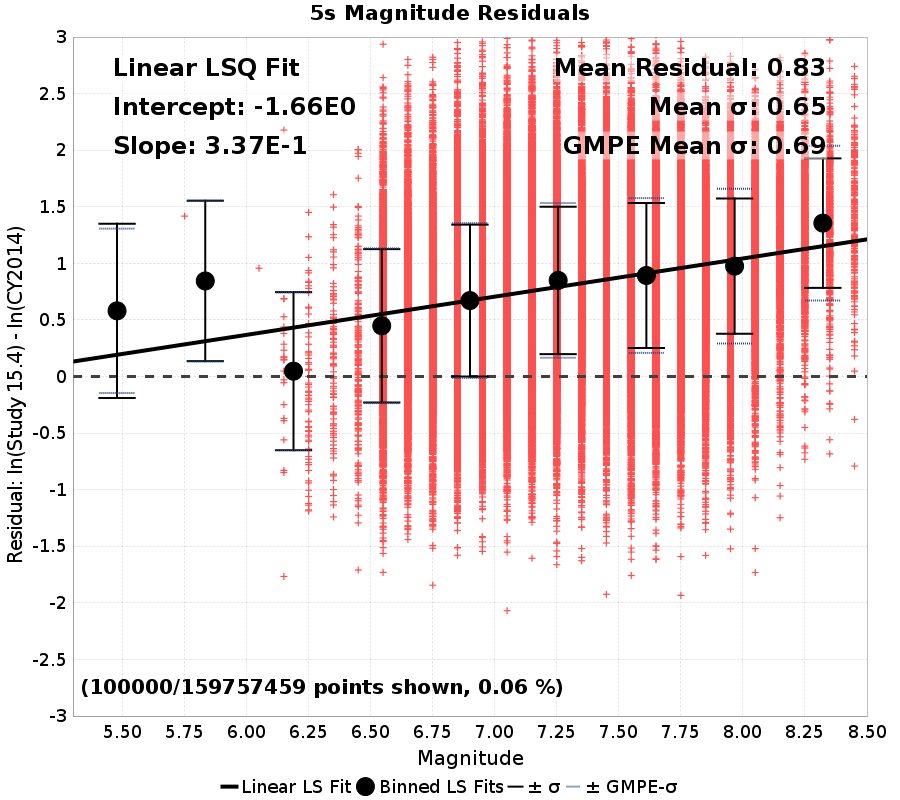 5s Magnitude Residuals
Linear LSQ Fit
Intercept: -1.66E0
Slope: 3.37E-1
Mean Residual: 0.83
Mean σ: 0.65
GMPE Mean σ: 0.69
Residual: ln(Study 15.4) - ln(CY2014)
3
2.5
2
1.5
1
0.5
0
-0.5
-1
-1.5
-2
-2.5
-3
(100000/159757459 points shown, 0.06 %)
5.50 5.75 6.00 6.25 6.50 6.75 7.00 7.25 7.50 7.75 8.00 8.25 8.50
Magnitude
Linear LS Fit Binned LS Fits ± σ ± GMPE-σ